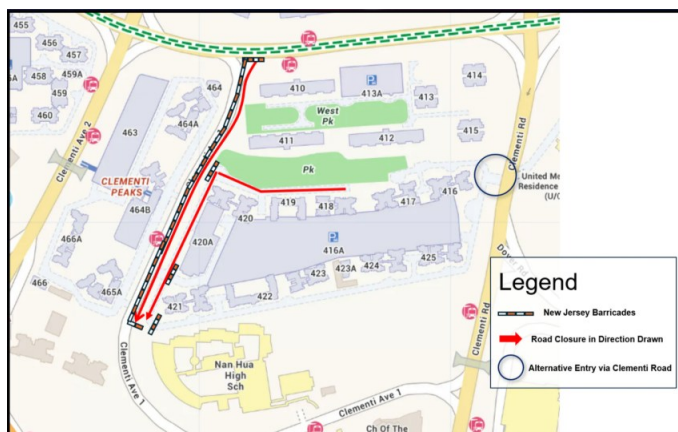 455
456
457
458
459A
459
460
464
464A
463
410
413A
413
414
West
Pk
411
412
415
Clementi Rd
Clementi Ave 2
CLEMENTI
PEAKS
Pk
United Me
Residence
(U/C
464B
466A
466
465A
420
419
418
417
416
420A
416A
421
422
423
423A
424
425
Clementi Rd
Clementi Ave 1
Nan Hua
High
Sch
Clementi Ave 1
Ch Of The
Legend
New Jersey Barricades
Road Closure in Direction Drawn
Alternative Entry via Clementi Road